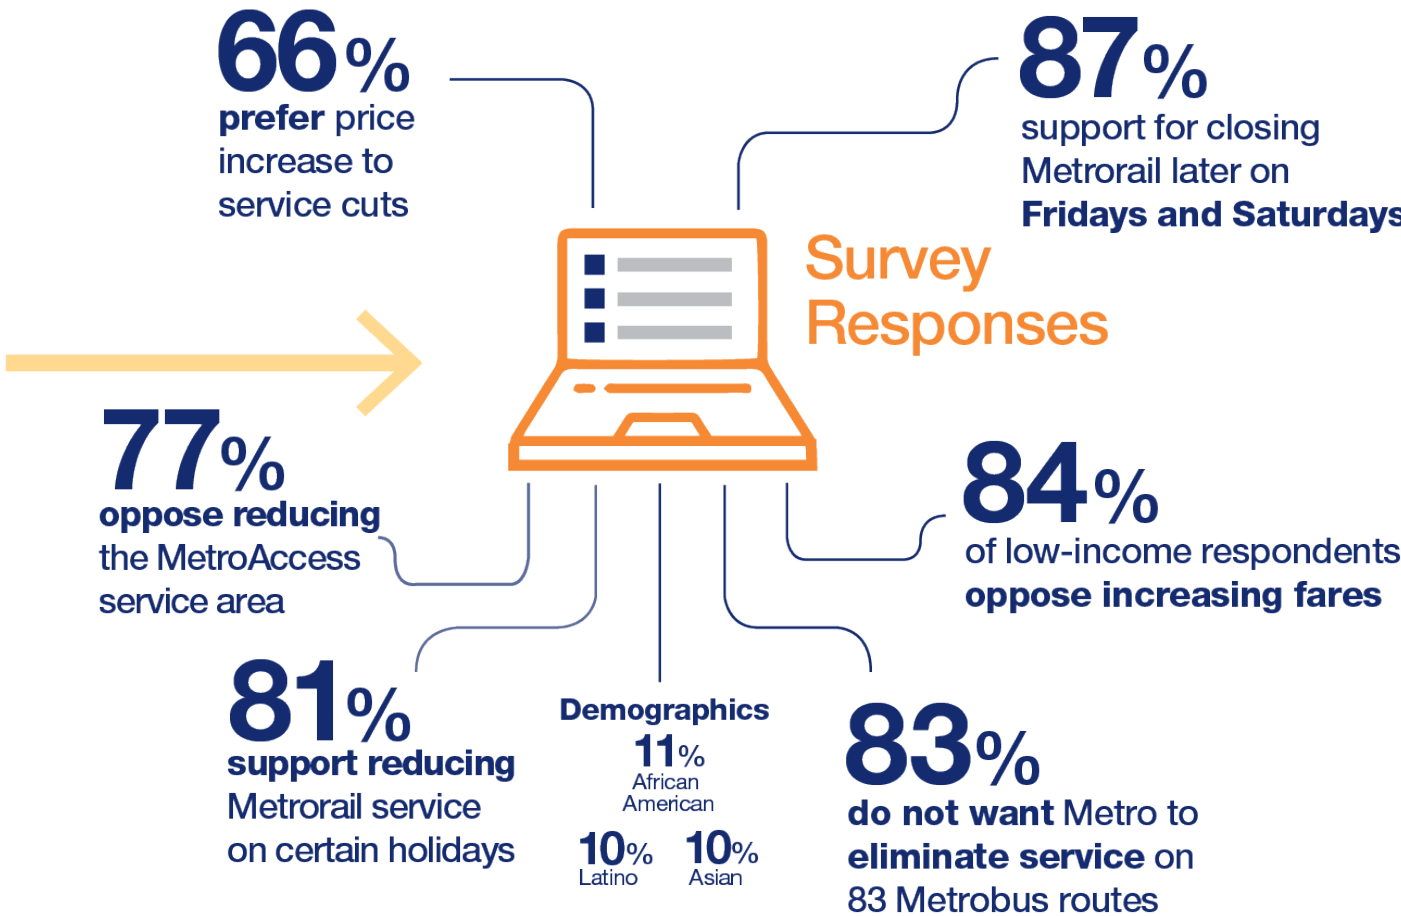 66%
prefer price
increase to
service cuts
87%
support for closing
Metrorail later on
Fridays and Saturdays
Survey
Responses
77%
oppose reducing
the MetroAccess
service area
84%
of low-income respondents
oppose increasing fares
81%
support reducing
Metrorail service
on certain holidays
Demographics
11%
African
American
10%
Latino
10%
Asian
83%
do not want Metro to
eliminate service on
83 Metrobus routes